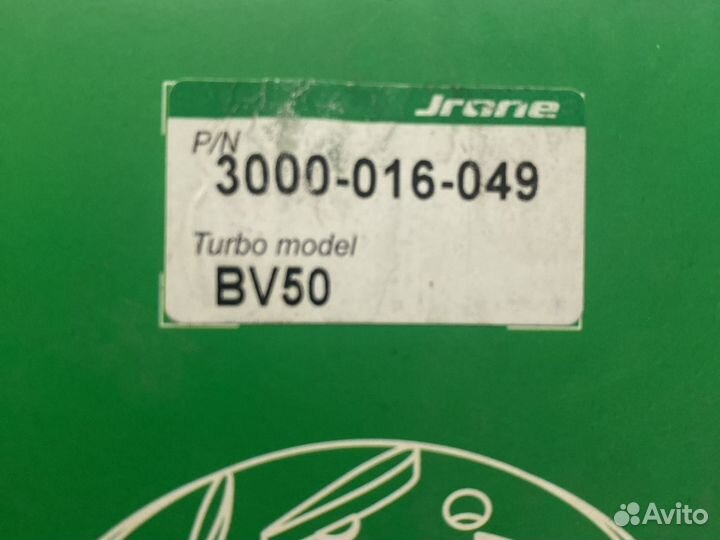 Jrone
P/N
3000-016-049
Turbo model
BV50
Avito